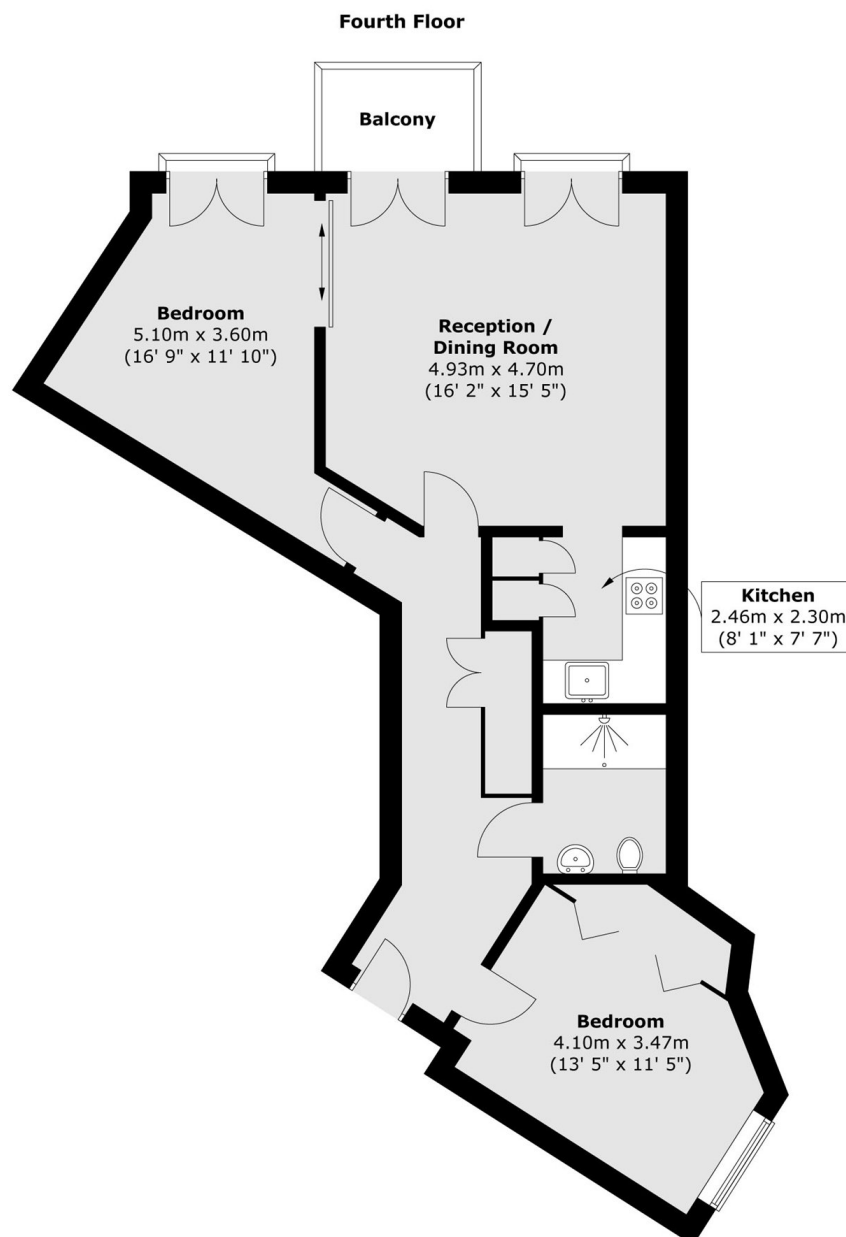 Fourth Floor
Balcony
Bedroom
5.10m x 3.60m
(16' 9" x 11' 10")
Reception /
Dining Room
4.93m x 4.70m
(16' 2" x 15' 5")
Kitchen
2.46m x 2.30m
(8' 1" x 7' 7")
Bedroom
4.10m x 3.47m
(13' 5" x 11' 5")